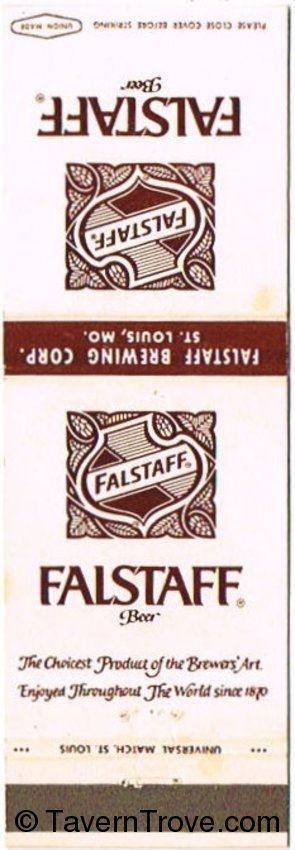 PLEASE CLOSE COVER BEFORE STRIKING
UNION MADE
Beer
FALSTAFF®
FALSTAFF®
FALSTAFF BREWING CORP.
ST. LOUIS, MO.
FALSTAFF®
FALSTAFF®
Beer
The Choicest Product of the Brewers' Art.
Enjoyed Throughout The World since 1870
••• UNIVERSAL MATCH, ST. LOUIS •••
© TavernTrove.com